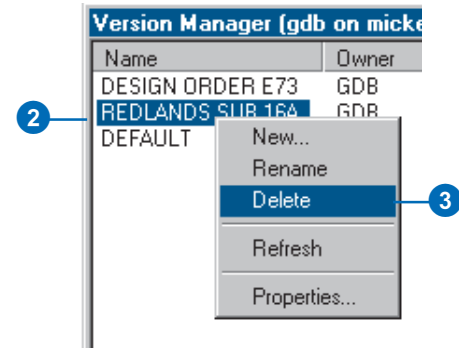 Version Manager (gdb on micke
Name Owner
DESIGN ORDER E73 GDB
2 REDLANDS SUB 16A GDB
DEFAULT New...
Rename
Delete 3
Refresh
Properties...